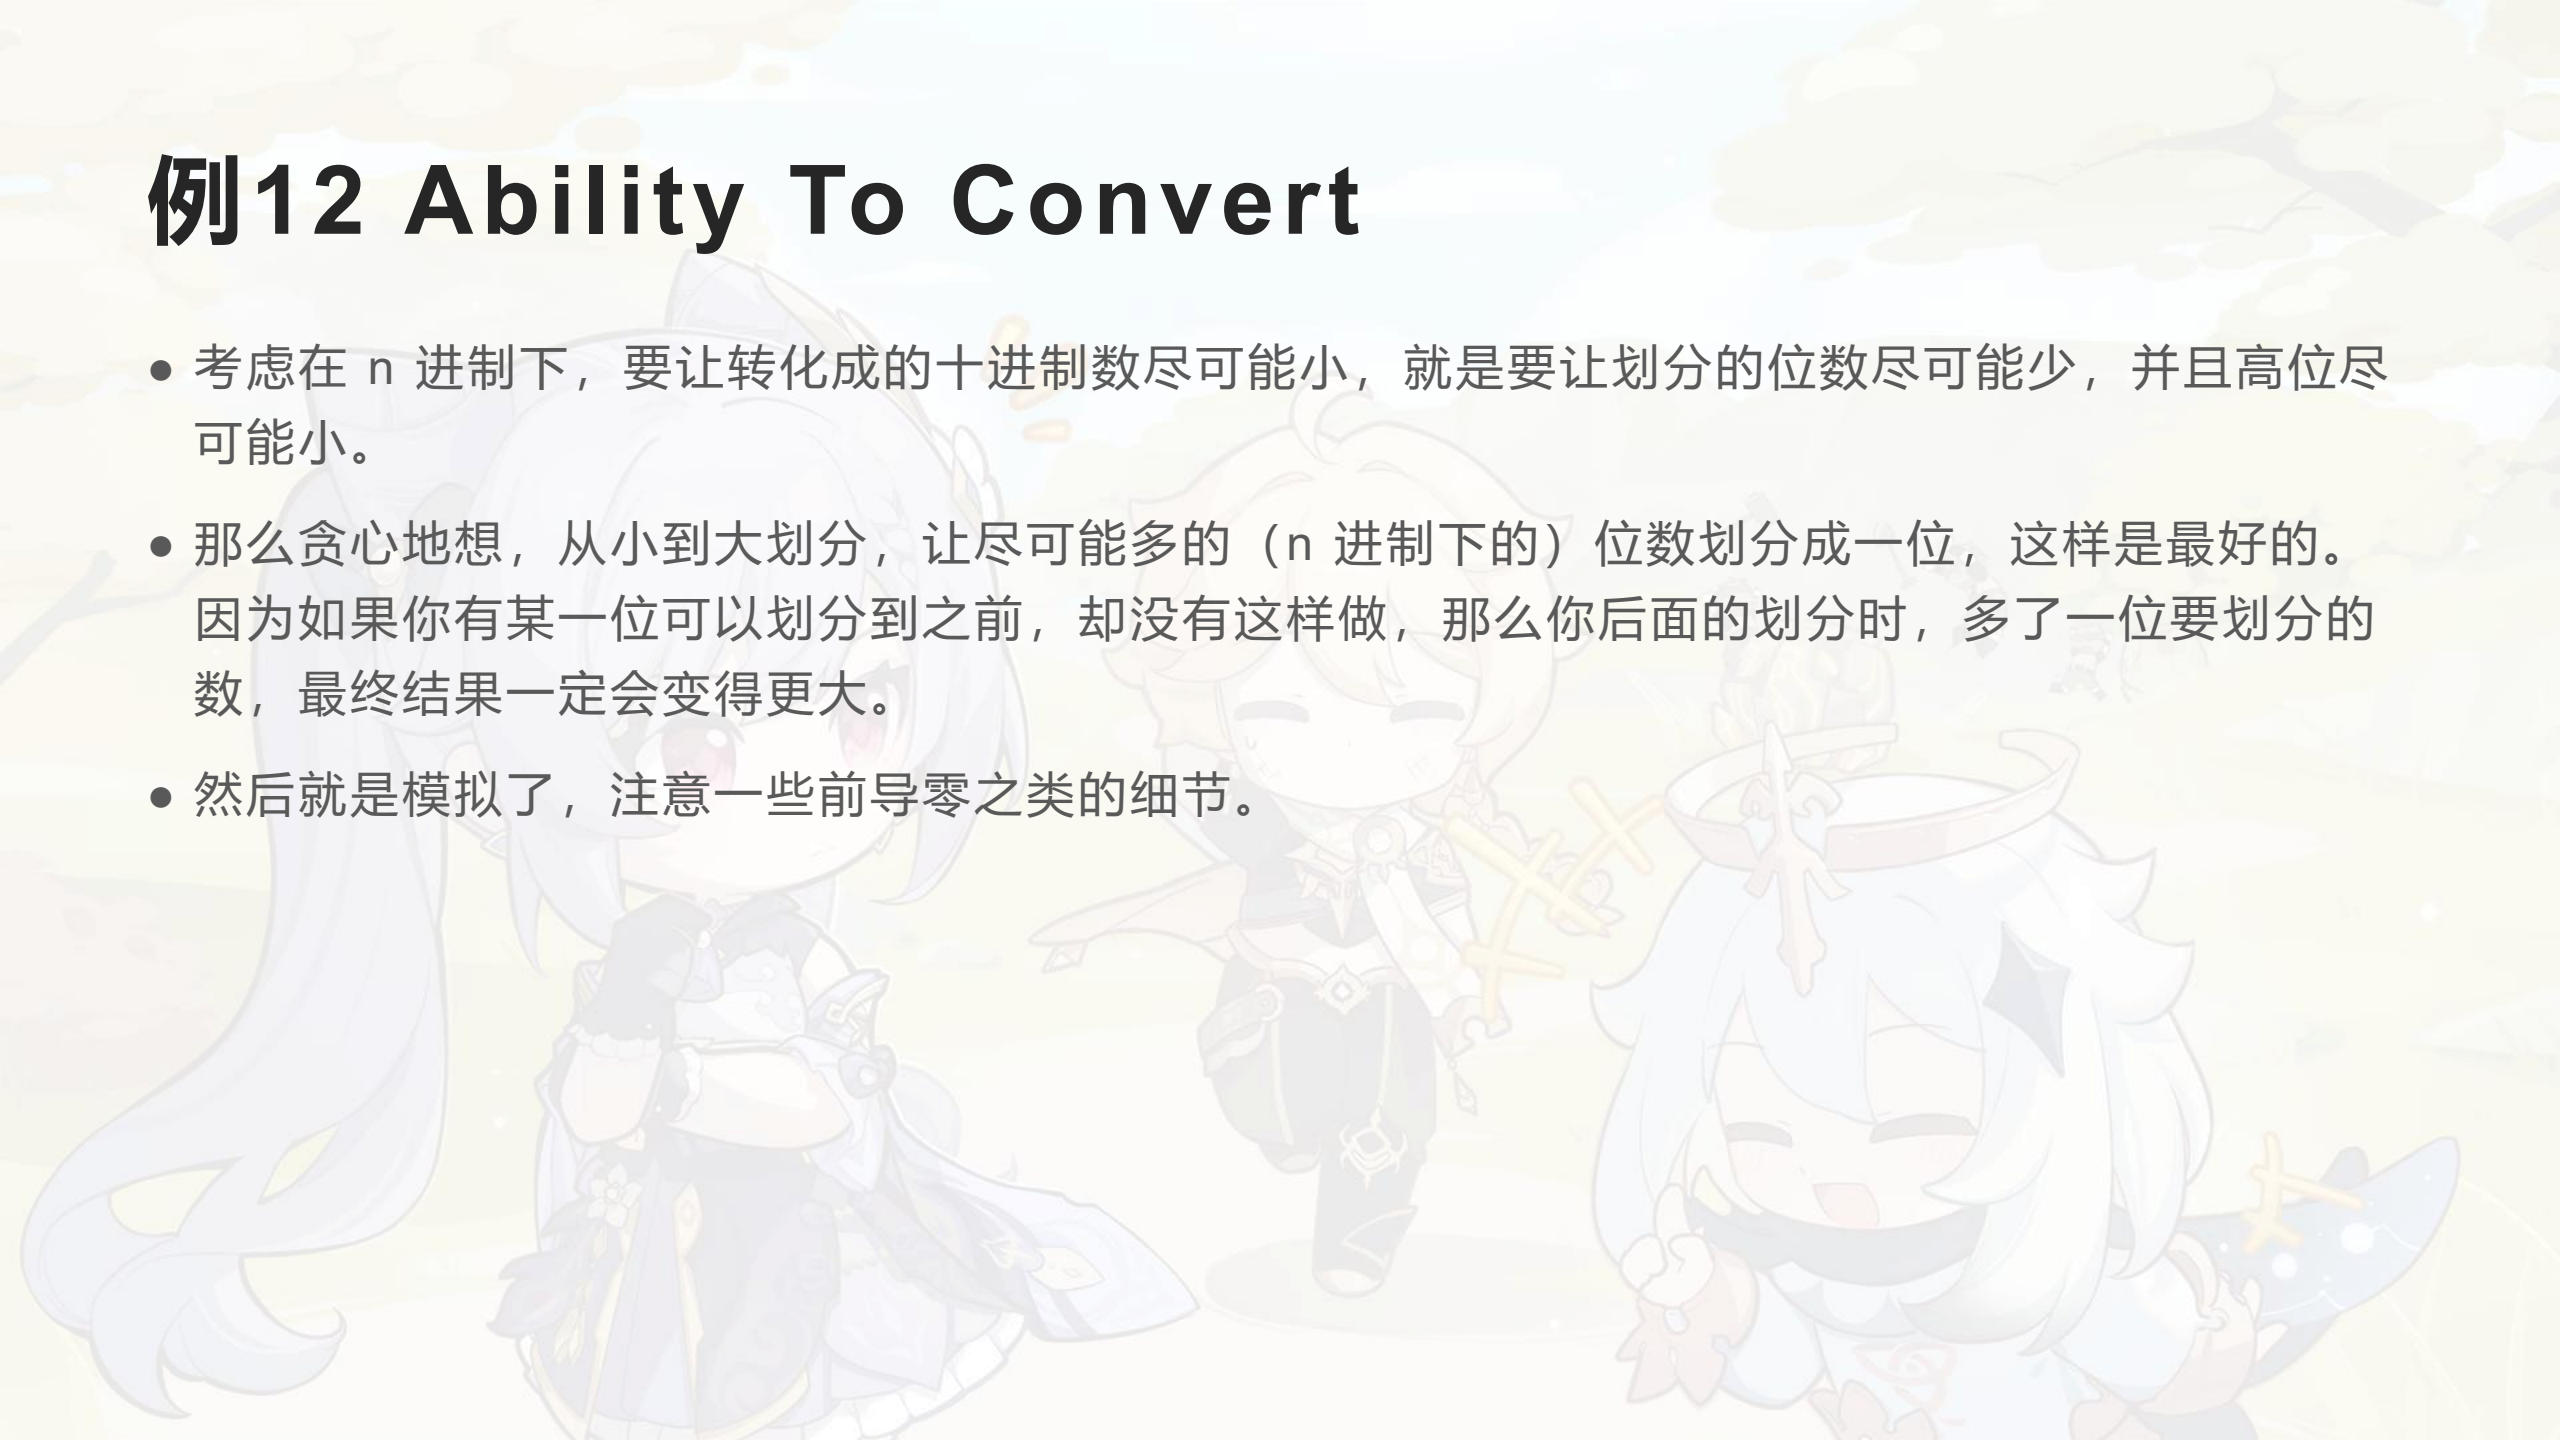 例12 Ability To Convert
• 考虑在 n 进制下，要让转化成的十进制数尽可能小，就是要让划分的位数尽可能少，并且高位尽
可能小。
• 那么贪心地想，从小到大划分，让尽可能多的（n 进制下的）位数划分成一位，这样是最好的。
因为如果你有某一位可以划分到之前，却没有这样做，那么你后面的划分时，多了一位要划分的
数，最终结果一定会变得更大。
• 然后就是模拟了，注意一些前导零之类的细节。